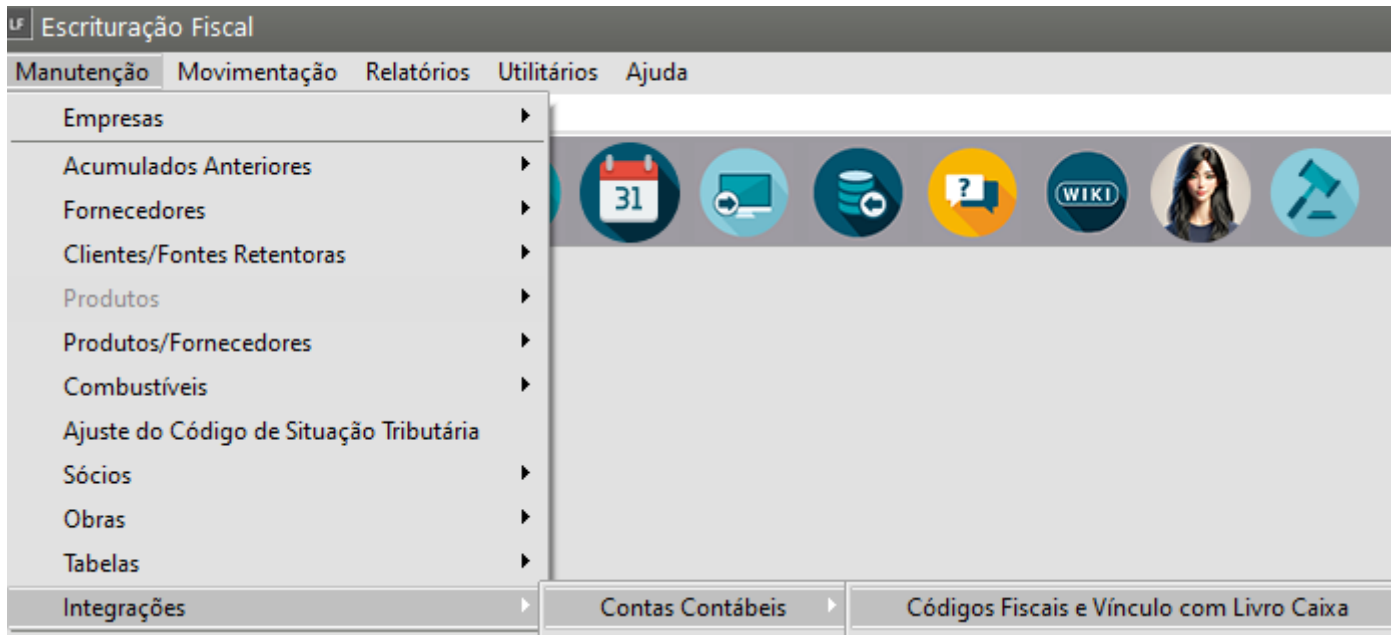 LF Escrituração Fiscal
Manutenção Movimentação Relatórios Utilitários Ajuda
Empresas
Acumulados Anteriores
31 ? WIKI
Fornecedores
Clientes/Fontes Retentoras
Produtos
Produtos/Fornecedores
Combustíveis
Ajuste do Código de Situação Tributária
Sócios
Obras
Tabelas
Integrações Contas Contábeis Códigos Fiscais e Vínculo com Livro Caixa